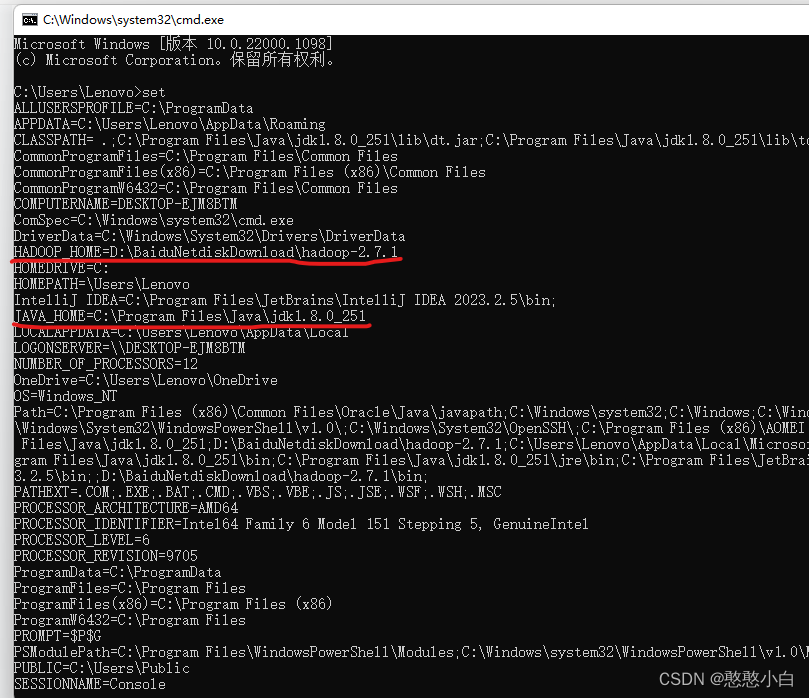 C:\Windows\system32\cmd.exe
Microsoft Windows [版本 10.0.22000.1098]
(c) Microsoft Corporation。保留所有权利。
C:\Users\Lenovo>set
ALLUSERSPROFILE=C:\ProgramData
APPDATA=C:\Users\Lenovo\AppData\Roaming
CLASSPATH= .;C:\Program Files\Java\jdk1.8.0_251\lib\dt.jar;C:\Program Files\Java\jdk1.8.0_251\lib\to
CommonProgramFiles=C:\Program Files\Common Files
CommonProgramFiles(x86)=C:\Program Files (x86)\Common Files
CommonProgramW6432=C:\Program Files\Common Files
COMPUTERNAME=DESKTOP-EJM8BTM
ComSpec=C:\Windows\system32\cmd.exe
DriverData=C:\Windows\System32\Drivers\DriverData
HADOOP_HOME=D:\BaiduNetdiskDownload\hadoop-2.7.1
HOMEDRIVE=C:
HOMEPATH=\Users\Lenovo
IntelliJ IDEA=C:\Program Files\JetBrains\IntelliJ IDEA 2023.2.5\bin;
JAVA_HOME=C:\Program Files\Java\jdk1.8.0_251
LOCALAPPDATA=C:\Users\Lenovo\AppData\Local
LOGONSERVER=\\DESKTOP-EJM8BTM
NUMBER_OF_PROCESSORS=12
OneDrive=C:\Users\Lenovo\OneDrive
OS=Windows_NT
Path=C:\Program Files (x86)\Common Files\Oracle\Java\javapath;C:\Windows\system32;C:\Windows;C:\Wind
\Windows\System32\WindowsPowerShell\v1.0\;C:\Windows\System32\OpenSSH\;C:\Program Files (x86)\AOMEI
Files\Java\jdk1.8.0_251;D:\BaiduNetdiskDownload\hadoop-2.7.1;C:\Users\Lenovo\AppData\Local\Microso
gram Files\Java\jdk1.8.0_251\bin;C:\Program Files\Java\jdk1.8.0_251\jre\bin;C:\Program Files\JetBrai
3.2.5\bin;;D:\BaiduNetdiskDownload\hadoop-2.7.1\bin;
PATHEXT=.COM;.EXE;.BAT;.CMD;.VBS;.VBE;.JS;.JSE;.WSF;.WSH;.MSC
PROCESSOR_ARCHITECTURE=AMD64
PROCESSOR_IDENTIFIER=Intel64 Family 6 Model 151 Stepping 5, GenuineIntel
PROCESSOR_LEVEL=6
PROCESSOR_REVISION=9705
ProgramData=C:\ProgramData
ProgramFiles=C:\Program Files
ProgramFiles(x86)=C:\Program Files (x86)
ProgramW6432=C:\Program Files
PROMPT=$P$G
PSModulePath=C:\Program Files\WindowsPowerShell\Modules;C:\Windows\system32\WindowsPowerShell\v1.0\M
PUBLIC=C:\Users\Public
SESSIONNAME=Console
CSDN @憨憨小白